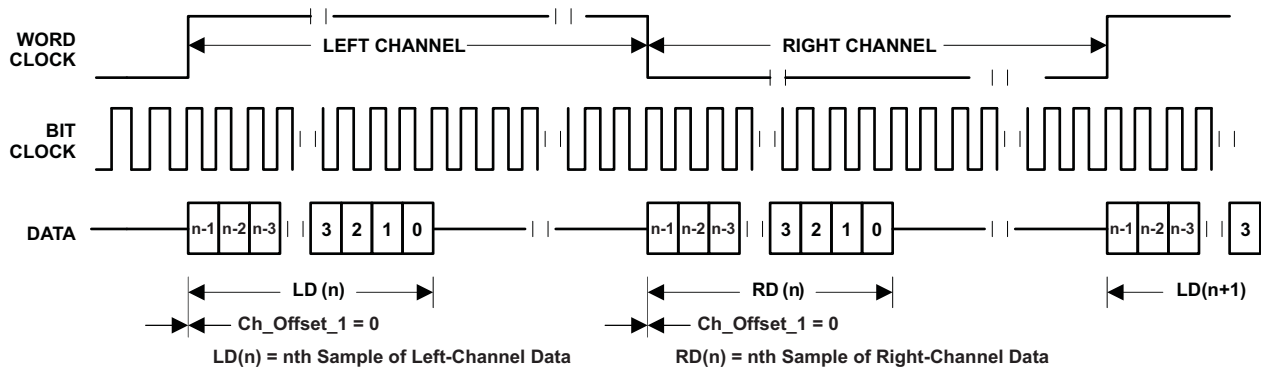 WORD
CLOCK
LEFT CHANNEL
RIGHT CHANNEL
BIT
CLOCK
DATA
n-1 n-2 n-3 3 2 1 0 n-1 n-2 n-3 3 2 1 0 n-1 n-2 n-3 3
LD (n) RD (n) LD(n+1)
Ch_Offset_1 = 0 Ch_Offset_1 = 0
LD(n) = nth Sample of Left-Channel Data RD(n) = nth Sample of Right-Channel Data